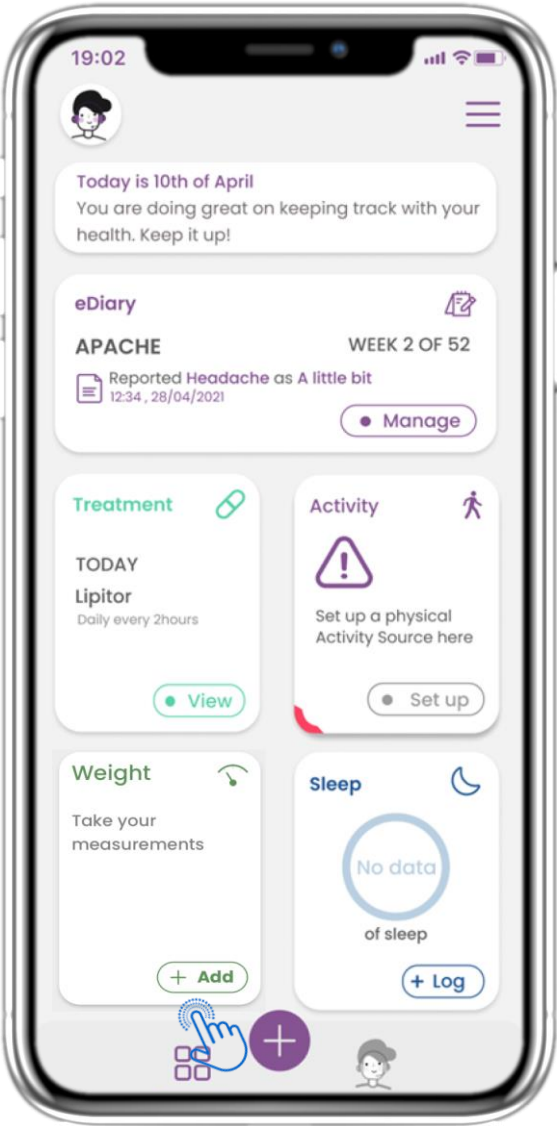 19:02
Today is 10th of April
You are doing great on keeping track with your
health. Keep it up!
eDiary
APACHE
WEEK 2 OF 52
Reported Headache as A little bit
12:34 , 28/04/2021
Manage
Treatment
TODAY
Lipitor
Daily every 2hours
View
Activity
Set up a physical
Activity Source here
Set up
Weight
Take your
measurements
+ Add
Sleep
No data
of sleep
+ Log